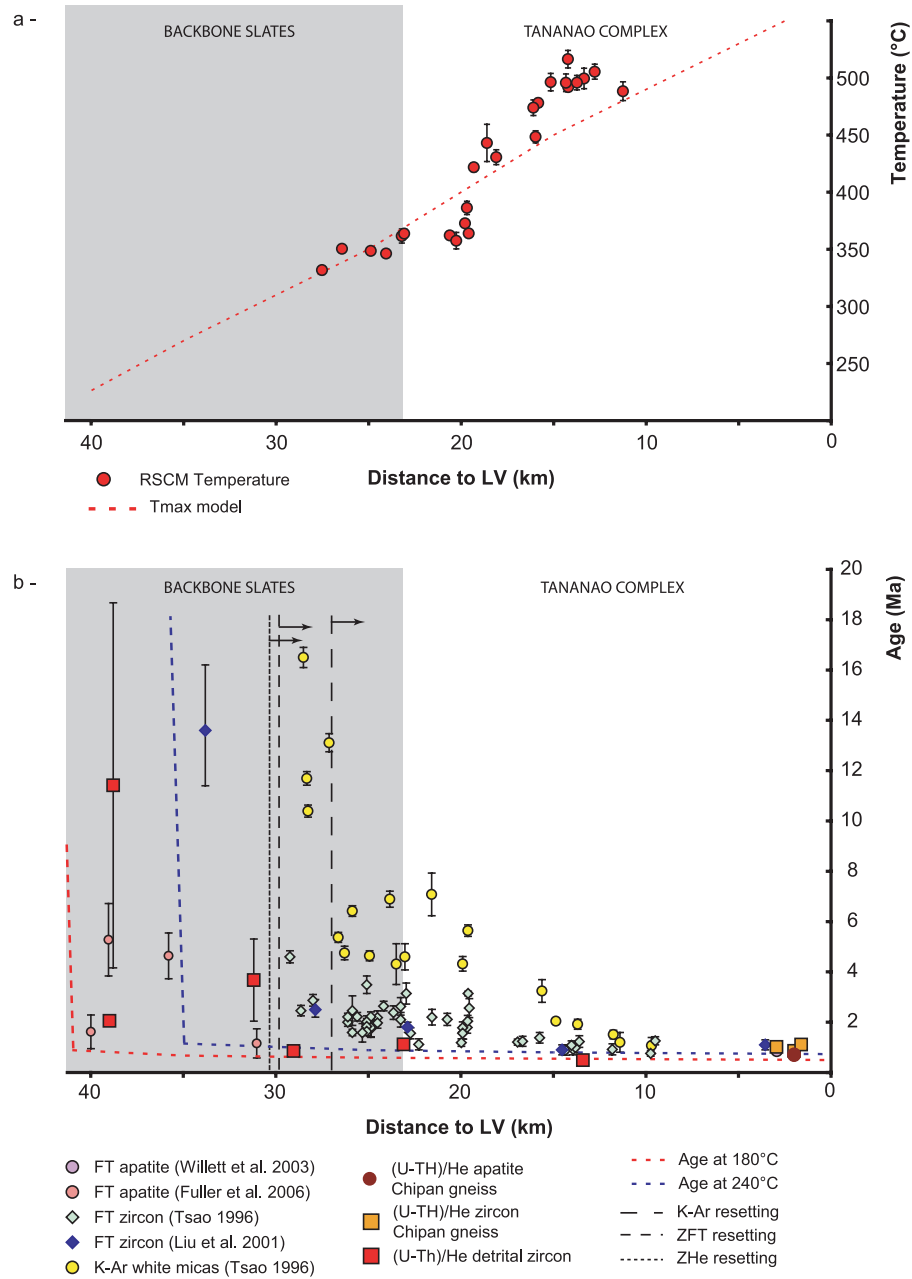 a -
BACKBONE SLATES
TANANAO COMPLEX
500
450
400
350
300
250
Temperature (°C)
40
30
20
10
0
Distance to LV (km)
RSCM Temperature
Tmax model
b -
BACKBONE SLATES
TANANAO COMPLEX
20
18
16
14
12
10
8
6
4
2
Age (Ma)
40
30
20
10
0
Distance to LV (km)
FT apatite (Willett et al. 2003)
FT apatite (Fuller et al. 2006)
FT zircon (Tsao 1996)
FT zircon (Liu et al. 2001)
K-Ar white micas (Tsao 1996)
(U-TH)/He apatite
Chipan gneiss
(U-TH)/He zircon
Chipan gneiss
(U-Th)/He detrital zircon
Age at 180°C
Age at 240°C
K-Ar resetting
ZFT resetting
ZHe resetting